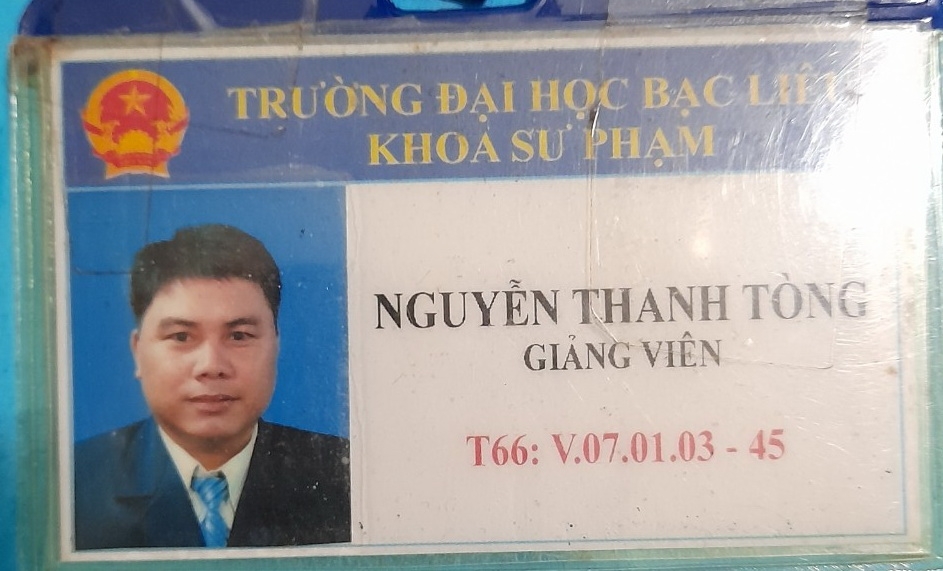 TRƯỜNG ĐẠI HỌC BẠC LIÊU
KHOA SƯ PHẠM
NGUYỄN THANH TÒNG
GIẢNG VIÊN
T66: V.07.01.03 - 45